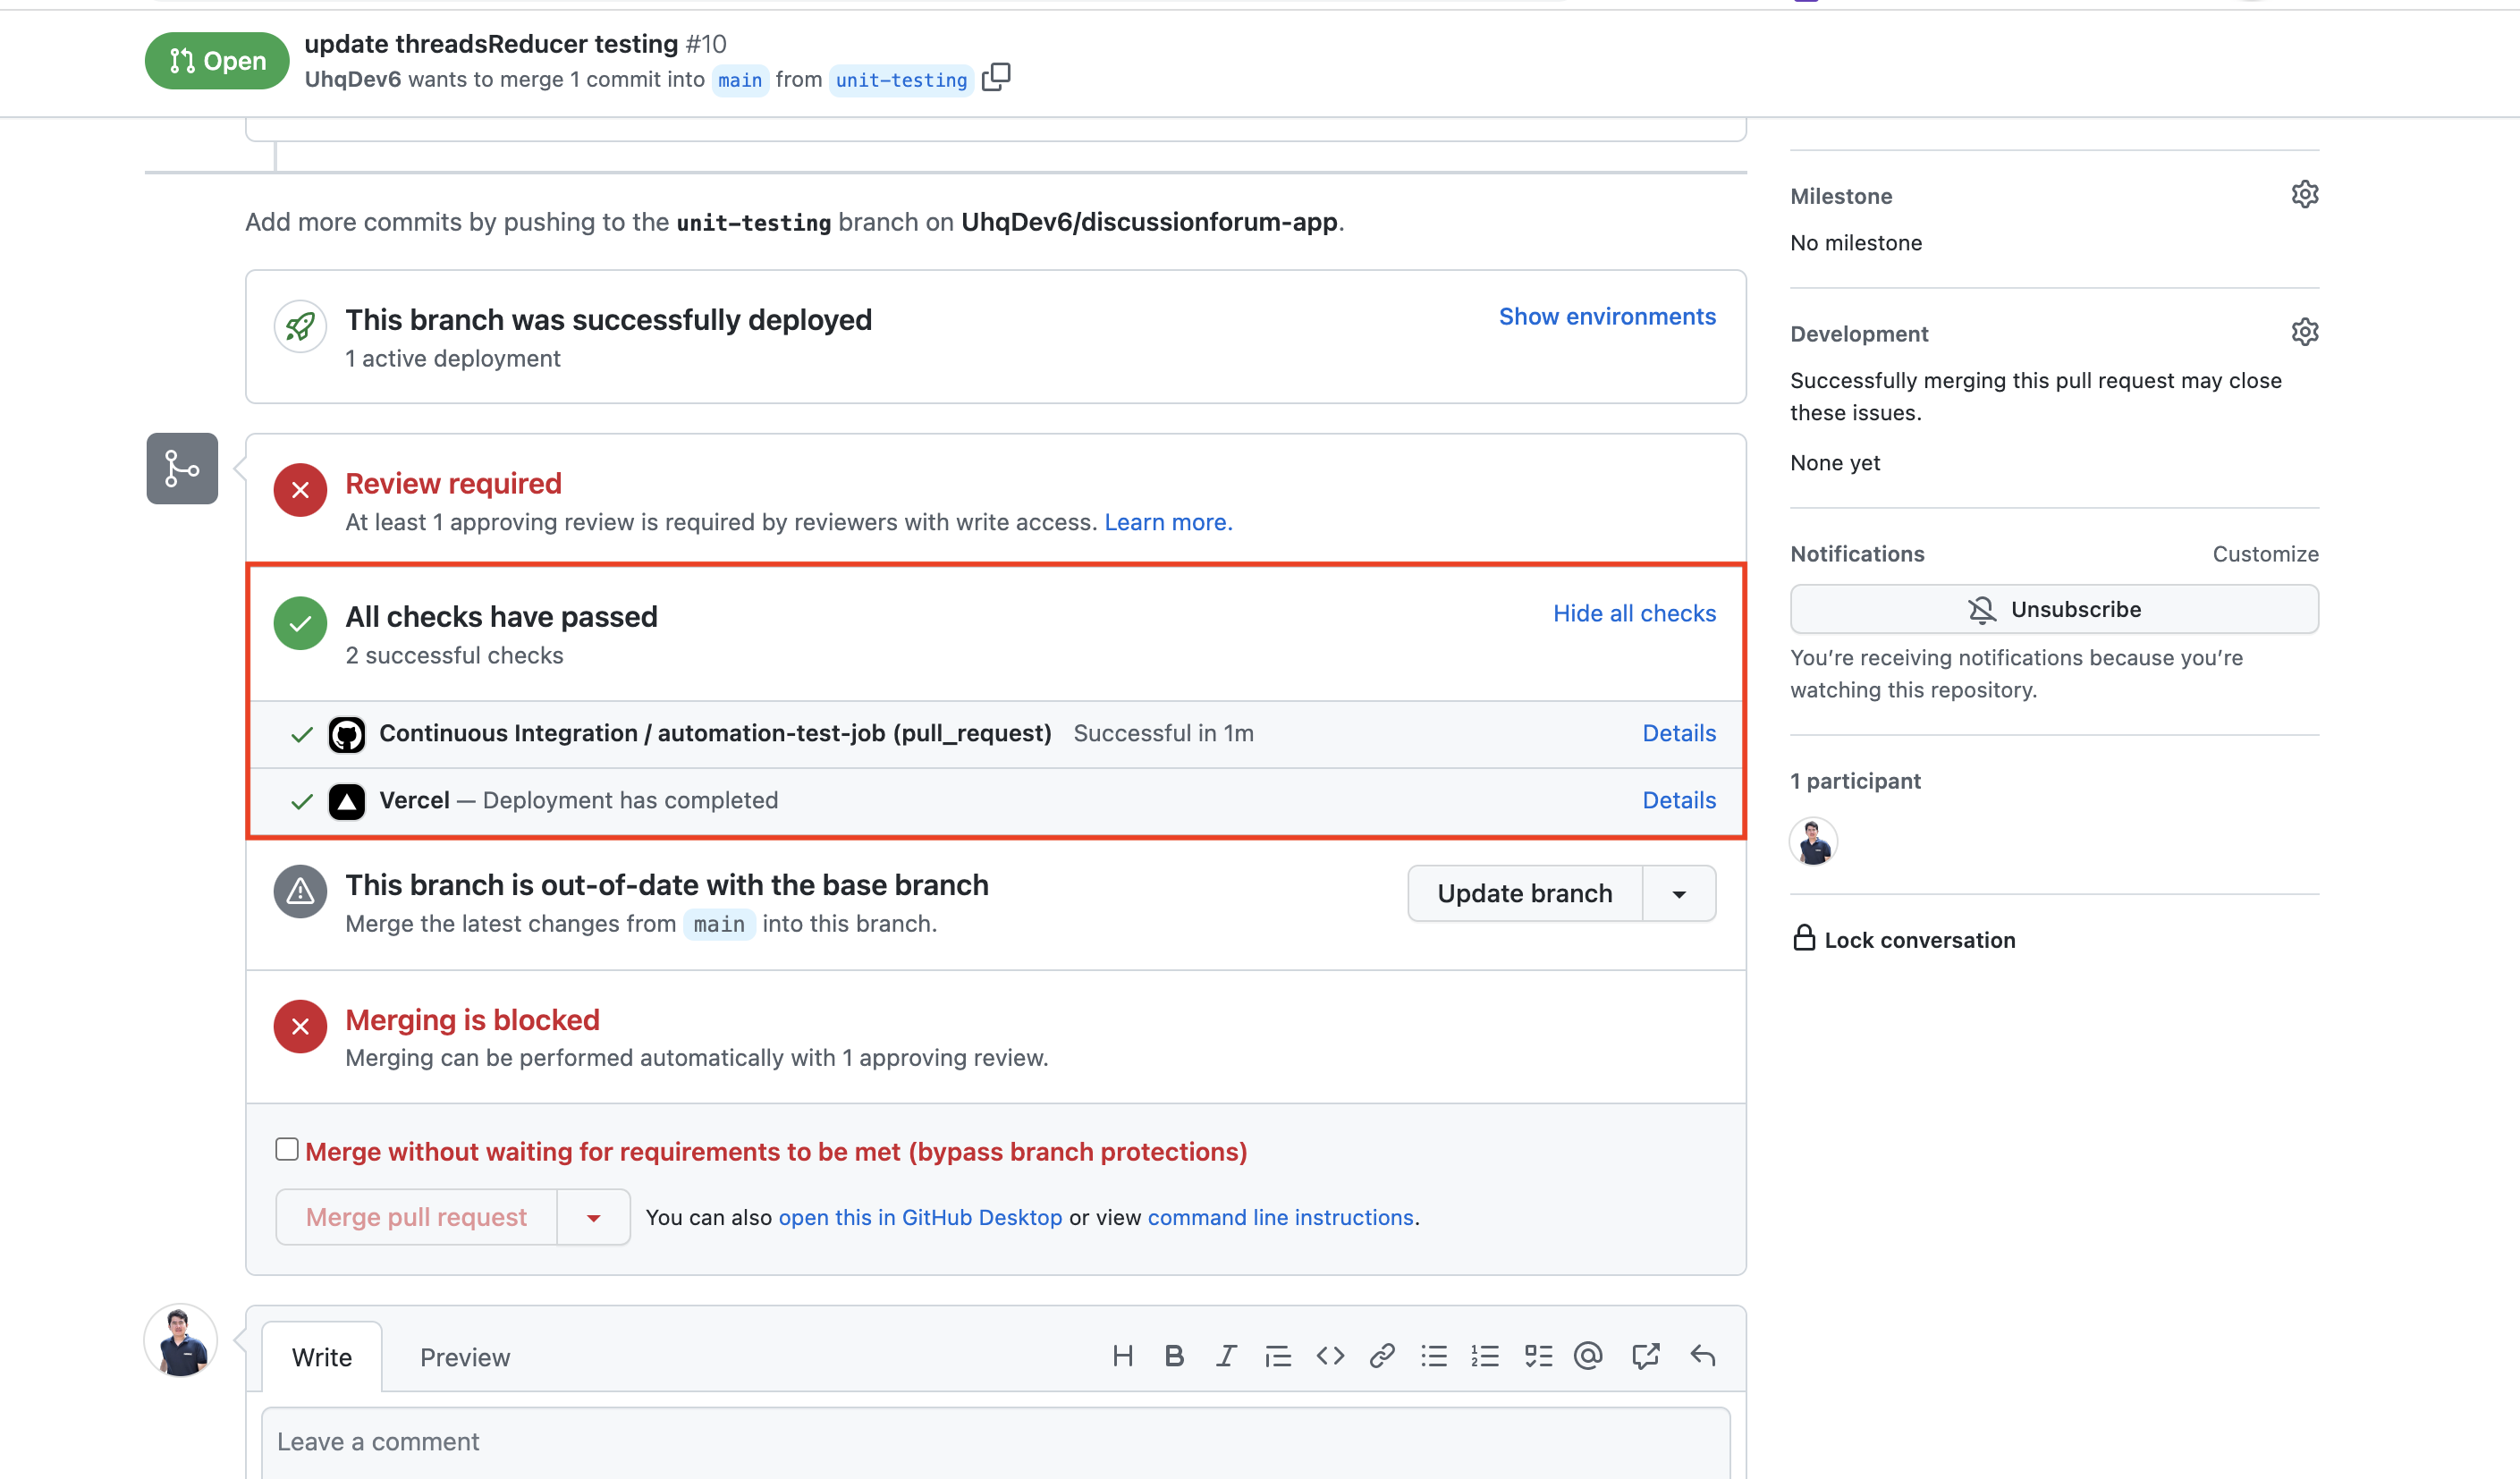 Open
update threadsReducer testing #10
UhqDev6 wants to merge 1 commit into main from unit-testing
Add more commits by pushing to the unit-testing branch on UhqDev6/discussionforum-app.
This branch was successfully deployed
Show environments
1 active deployment
Review required
At least 1 approving review is required by reviewers with write access. Learn more.
All checks have passed
Hide all checks
2 successful checks
Continuous Integration / automation-test-job (pull_request) Successful in 1m
Details
Vercel — Deployment has completed
Details
This branch is out-of-date with the base branch
Merge the latest changes from main into this branch.
Update branch
Merging is blocked
Merging can be performed automatically with 1 approving review.
Merge without waiting for requirements to be met (bypass branch protections)
Merge pull request
You can also open this in GitHub Desktop or view command line instructions.
Write
Preview
Leave a comment
Milestone
No milestone
Development
Successfully merging this pull request may close
these issues.
None yet
Notifications
Customize
Unsubscribe
You’re receiving notifications because you’re
watching this repository.
1 participant
Lock conversation